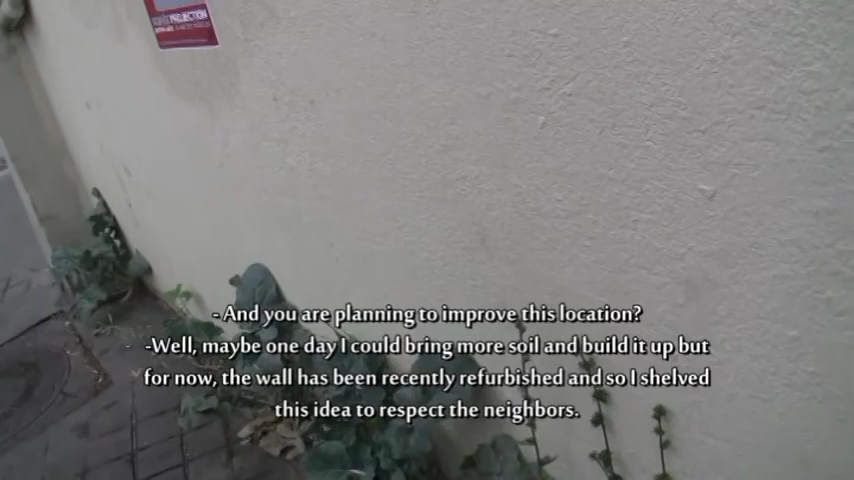 PROJECTION
- And you are planning to improve this location?
-Well, maybe one day I could bring more soil and build it up but
for now, the wall has been recently refurbished and so I shelved
this idea to respect the neighbors.